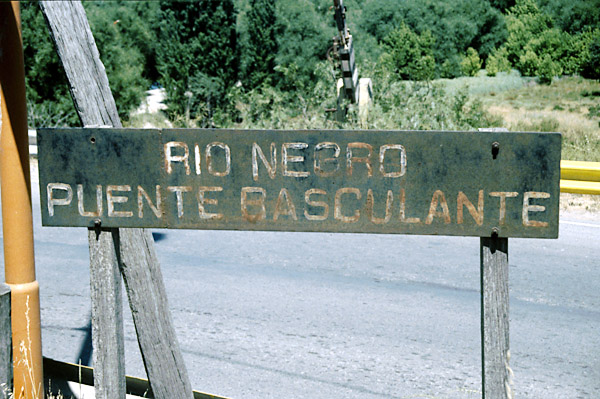 RIO NEGRO
PUENTE BASCULANTE